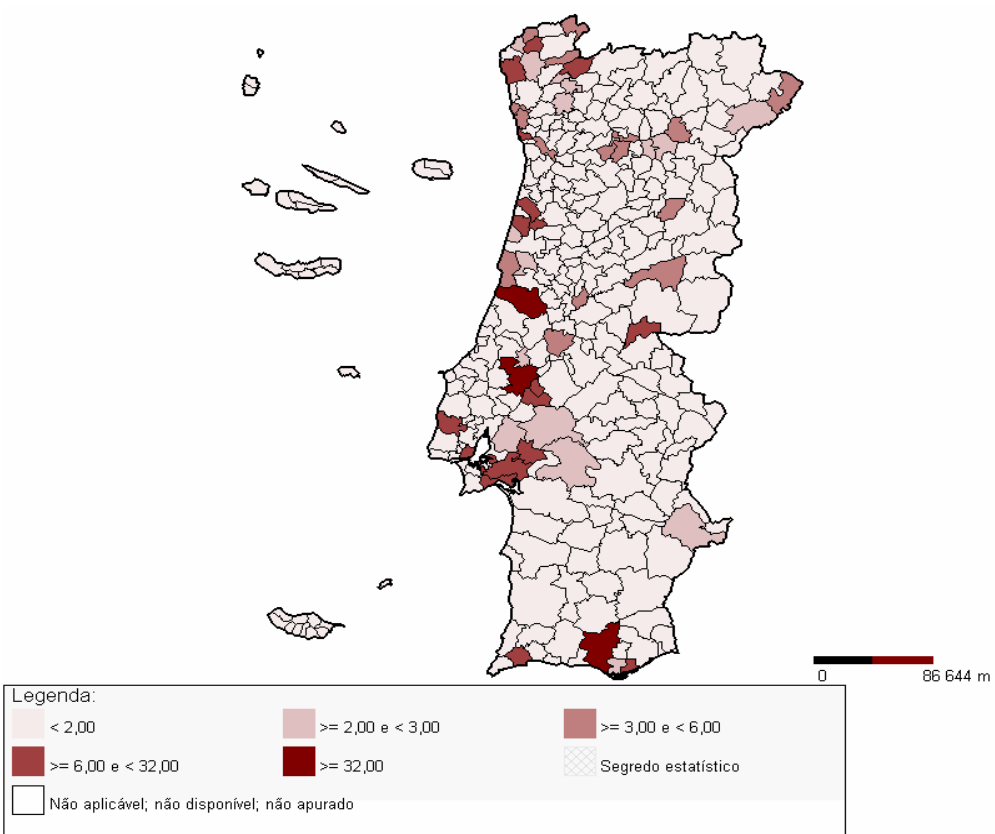 0 86 644 m
Legenda:
< 2,00 >= 2,00 e < 3,00 >= 3,00 e < 6,00
>= 6,00 e < 32,00 >= 32,00 Segredo estatístico
Não aplicável; não disponível; não apurado